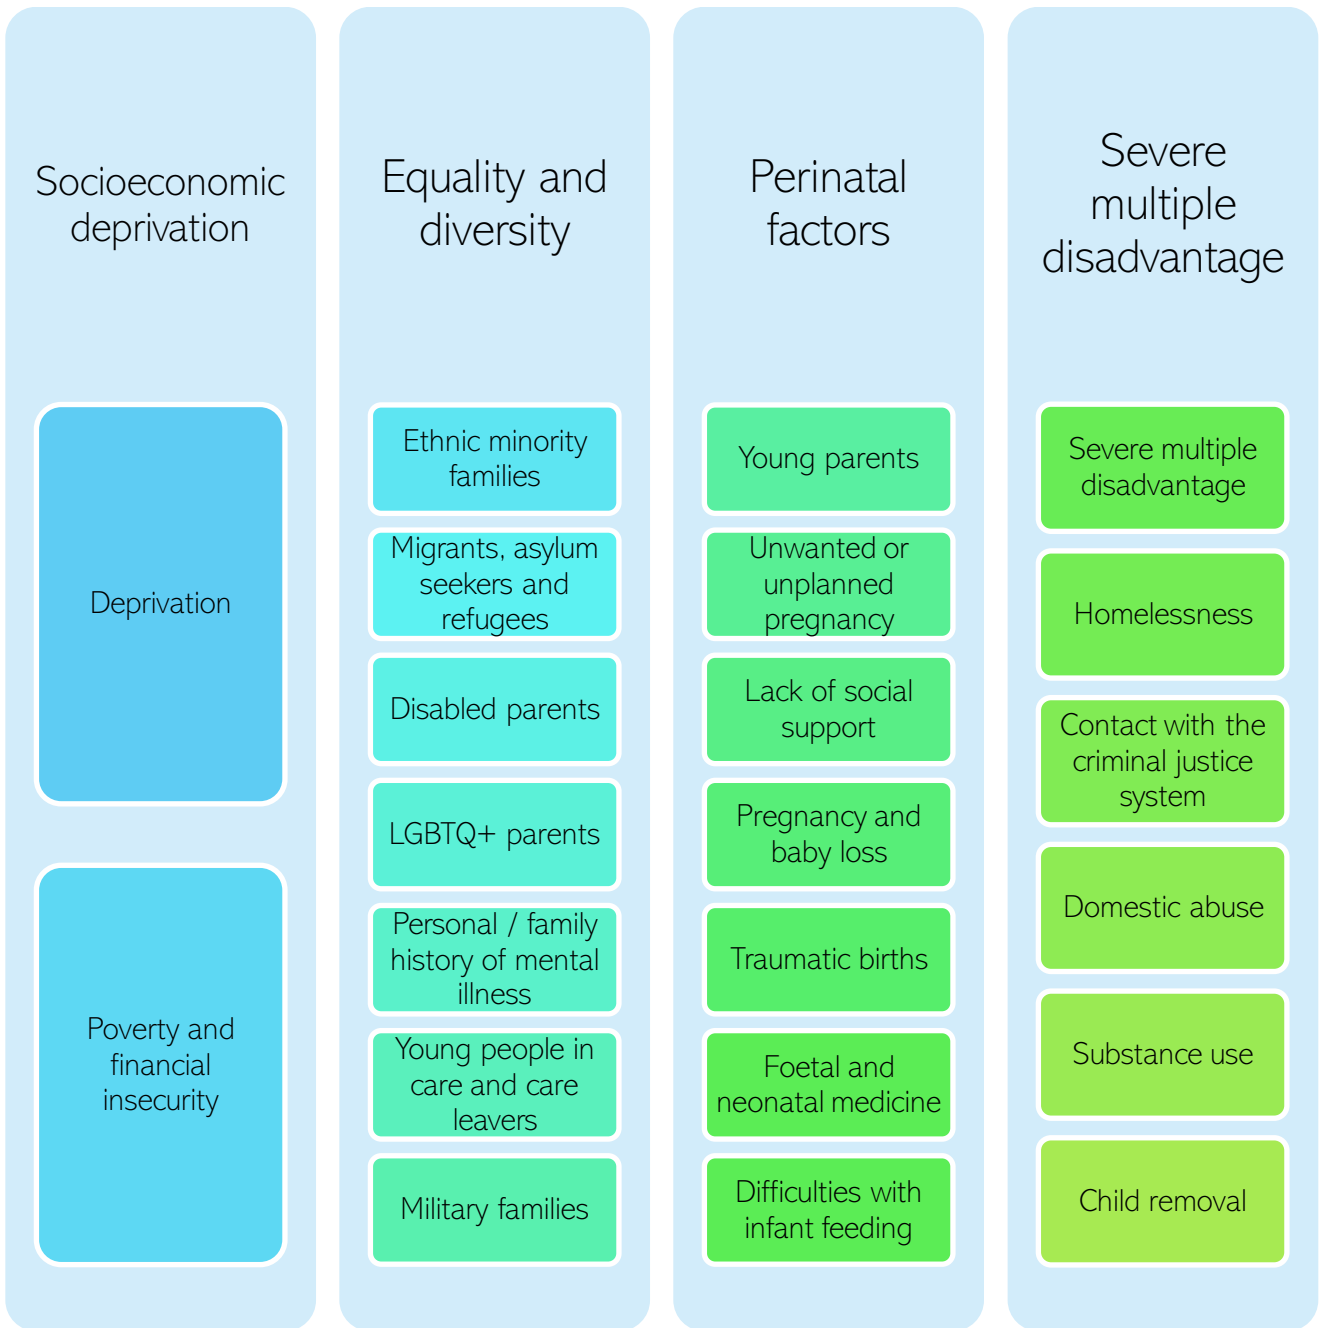 Socioeconomic
deprivation
Deprivation
Poverty and
financial
insecurity
Equality and
diversity
Ethnic minority
families
Migrants, asylum
seekers and
refugees
Disabled parents
LGBTQ+ parents
Personal / family
history of mental
illness
Young people in
care and care
leavers
Military families
Perinatal
factors
Young parents
Unwanted or
unplanned
pregnancy
Lack of social
support
Pregnancy and
baby loss
Traumatic births
Foetal and
neonatal medicine
Difficulties with
infant feeding
Severe
multiple
disadvantage
Severe multiple
disadvantage
Homelessness
Contact with the
criminal justice
system
Domestic abuse
Substance use
Child removal